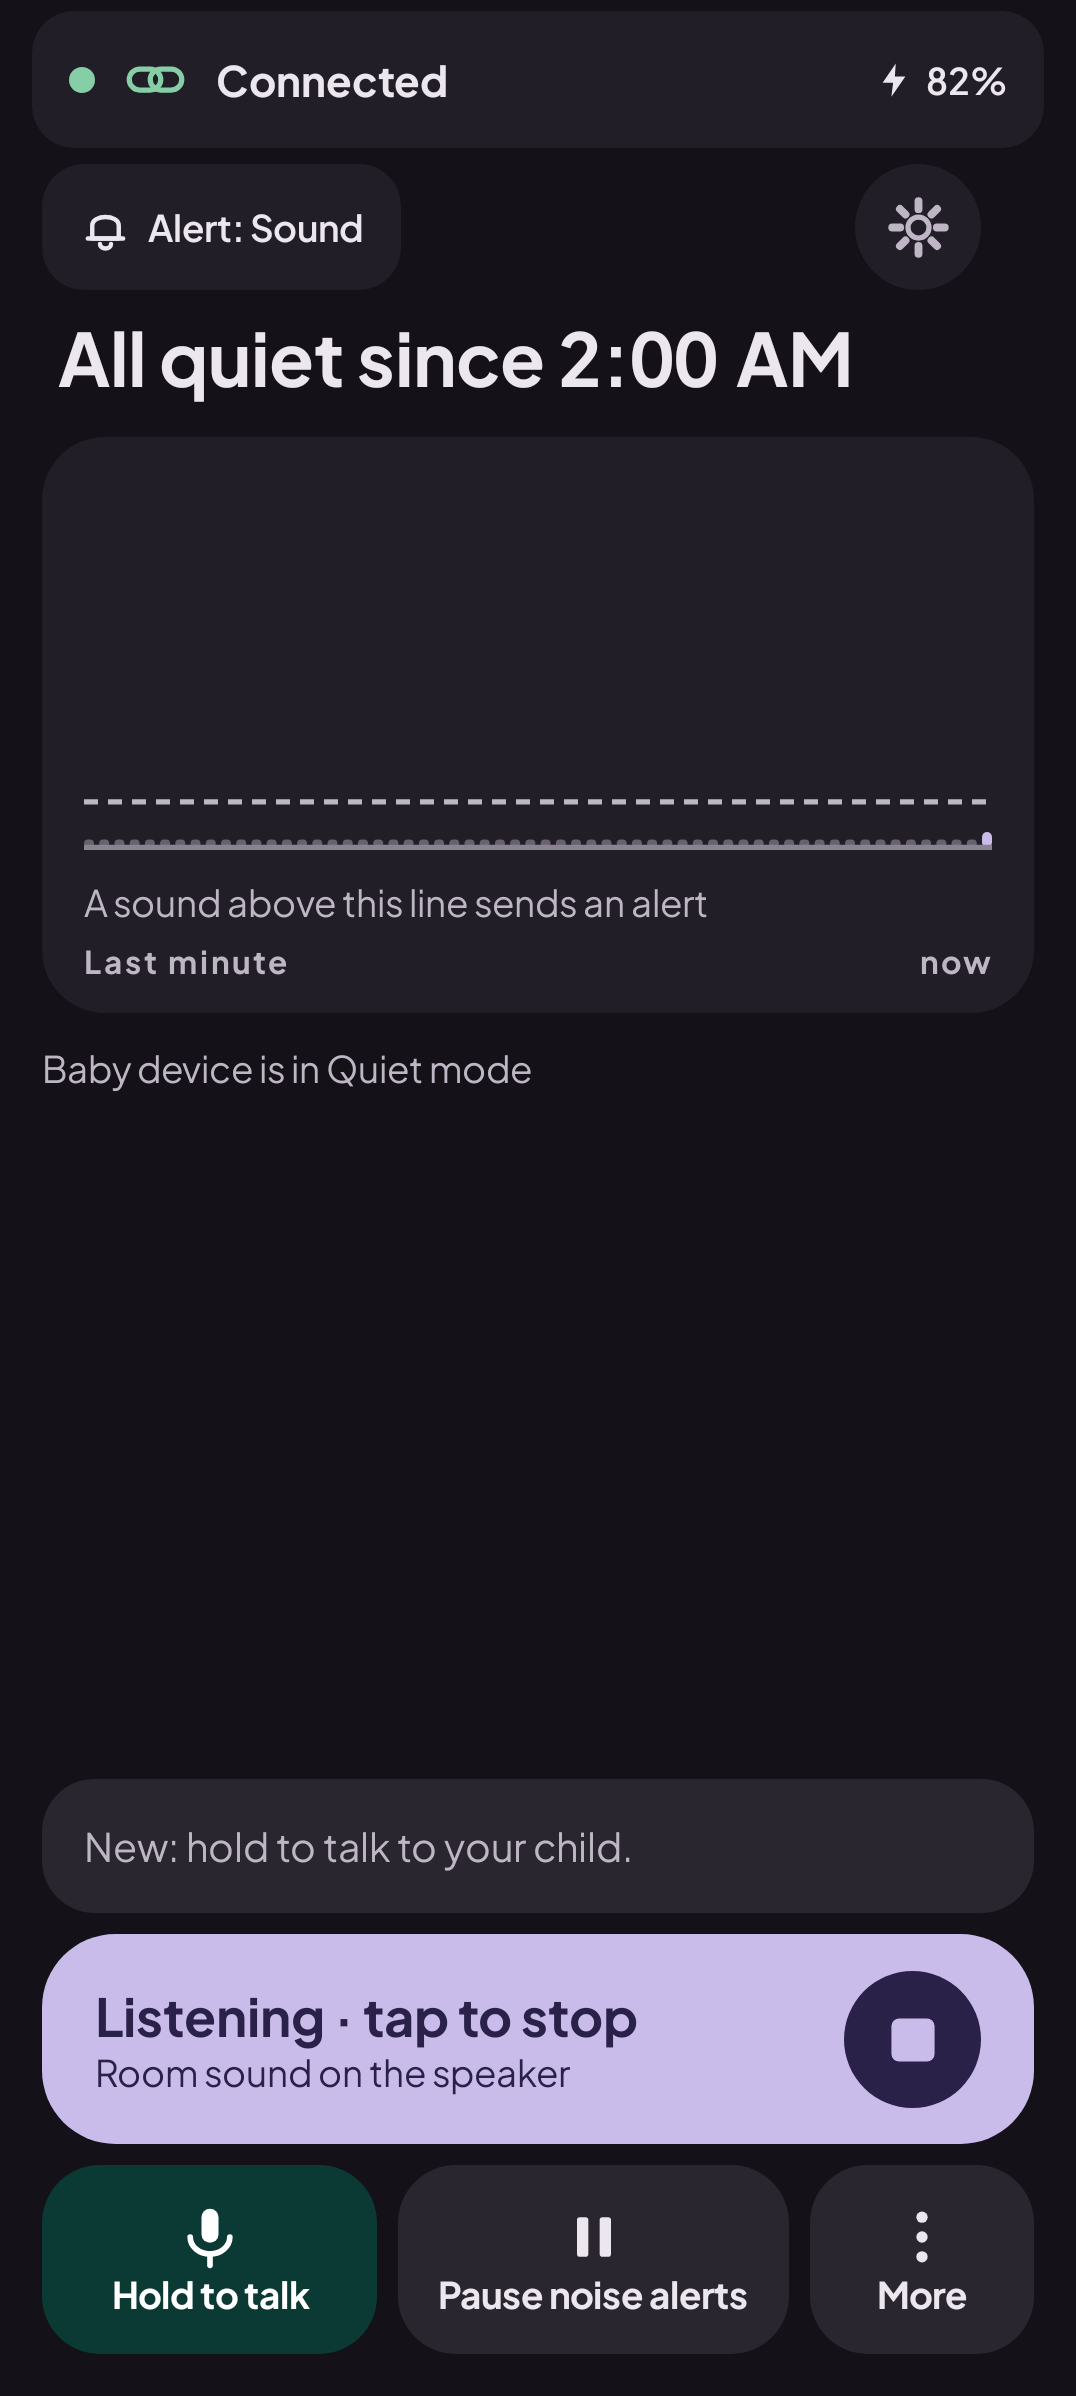 Connected
82%
Alert: Sound
All quiet since 2:00 AM
A sound above this line sends an alert
Last minute
now
Baby device is in Quiet mode
New: hold to talk to your child.
Listening · tap to stop
Room sound on the speaker
Hold to talk
Pause noise alerts
More